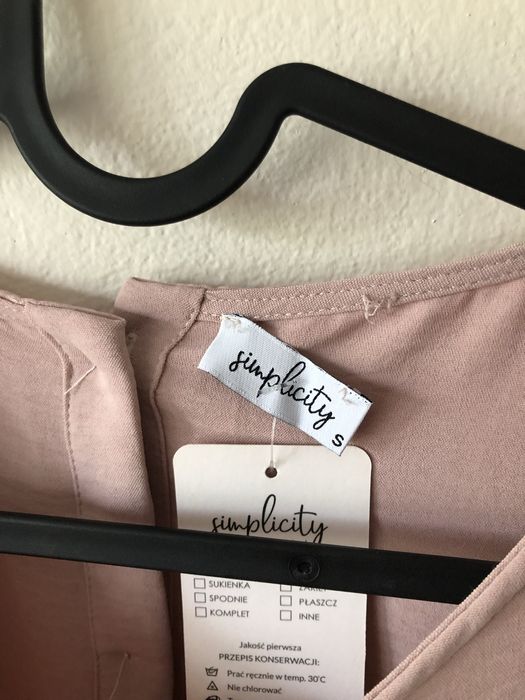 simplicity
S
simplicity
SUKIENKA
SPODNIE
PŁASZCZ
KOMPLET
INNE
Jakość pierwsza
PRZEPIS KONSERWACJI:
Prać ręcznie w temp. 30°C
Nie chlorować